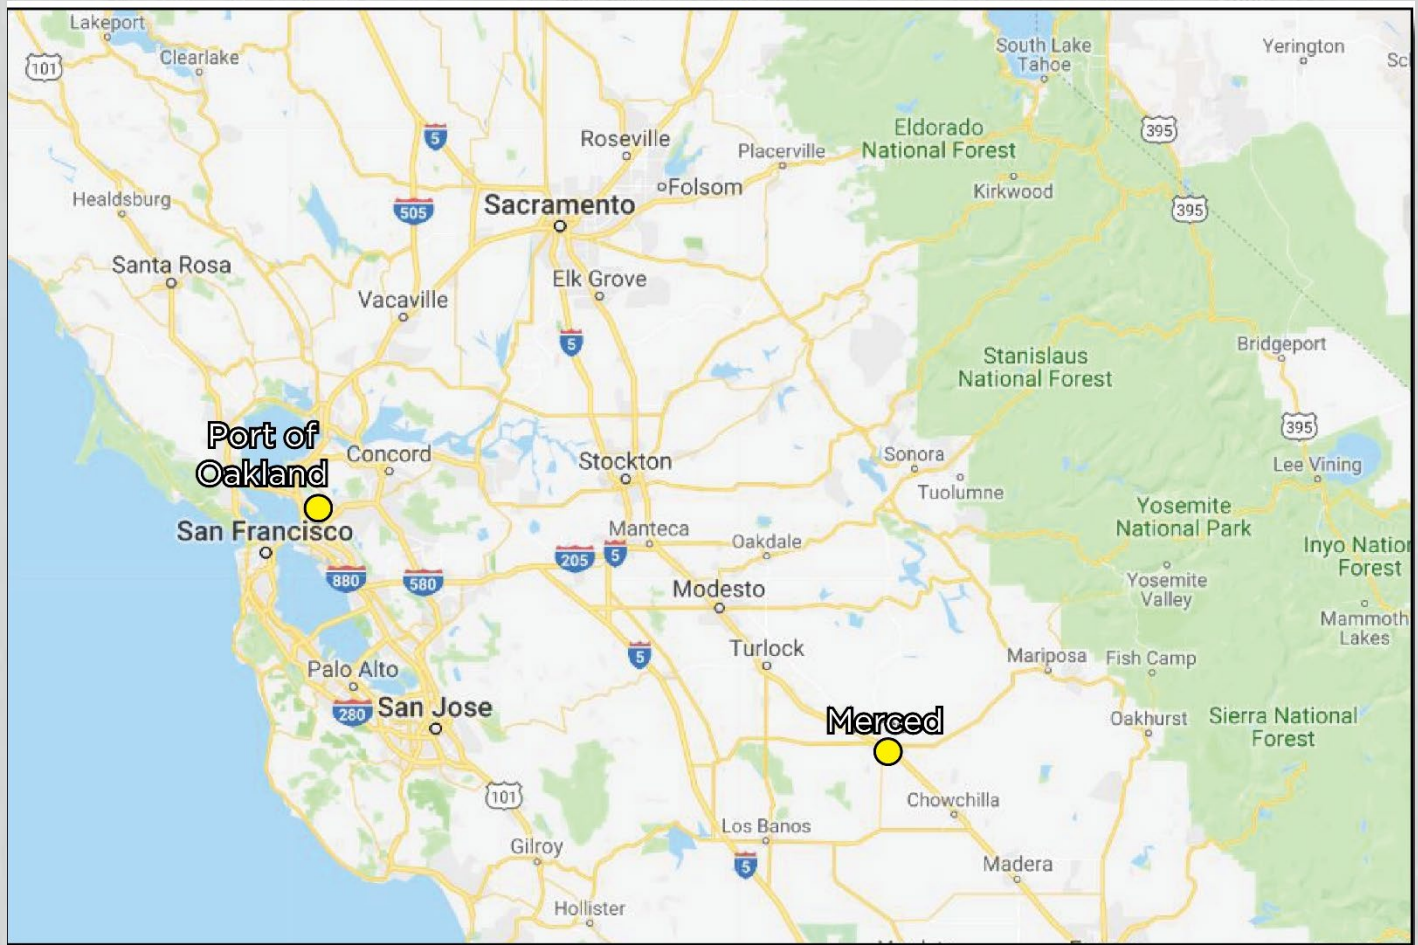 Lakeport
Clearlake
101
South Lake
Tahoe
Yerington
5
Roseville
Placerville
Eldorado
National Forest
395
Folsom
Kirkwood
Healdsburg
505
Sacramento
395
Santa Rosa
Elk Grove
Vacaville
5
Stanislaus
National Forest
Bridgeport
395
Port of
Oakland
Concord
Stockton
Sonora
Lee Vining
Tuolumne
Yosemite
National Park
San Francisco
Manteca
Oakdale
205
5
Inyo Nation
Forest
880
580
Modesto
Yosemite
Valley
Mammoth
Lakes
5
Turlock
Mariposa
Fish Camp
Palo Alto
280
San Jose
Merced
Oakhurst
Sierra National
Forest
101
Chowchilla
Los Banos
Gilroy
5
Madera
Hollister